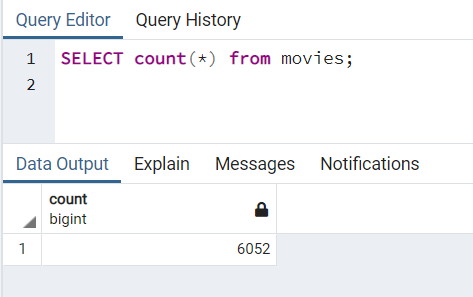 Query Editor Query History
1 SELECT count(*) from movies;
2
Data Output Explain Messages Notifications
count
bigint
1 6052